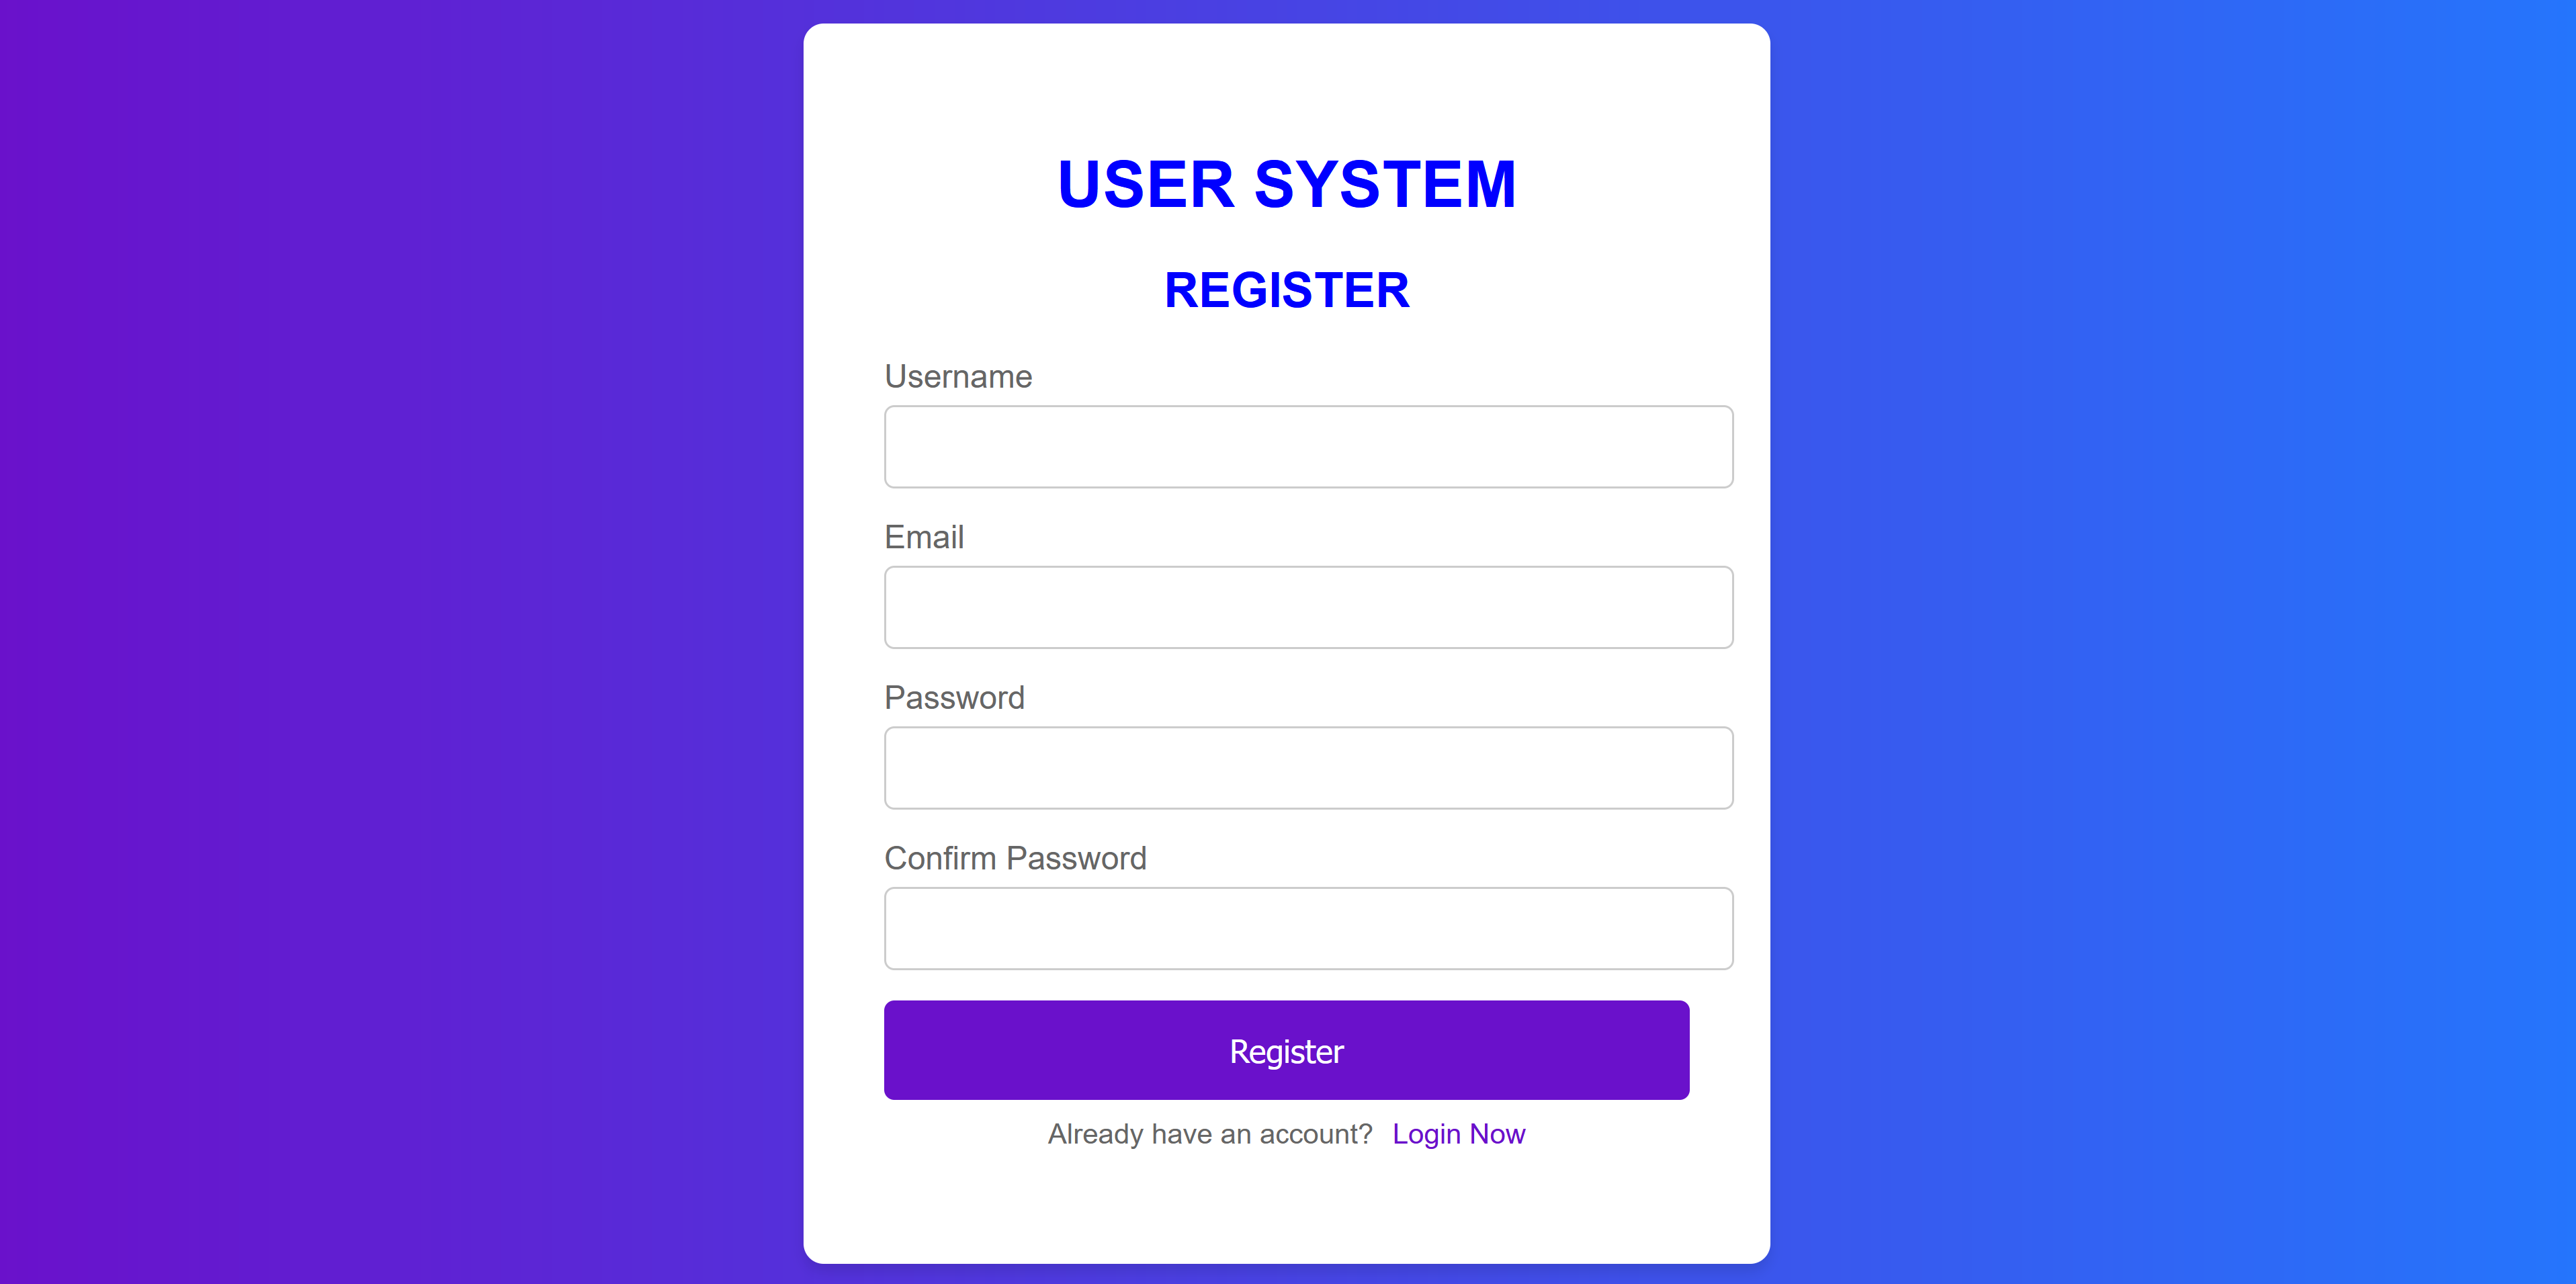 USER SYSTEM
REGISTER
Username
Email
Password
Confirm Password
Register
Already have an account? Login Now